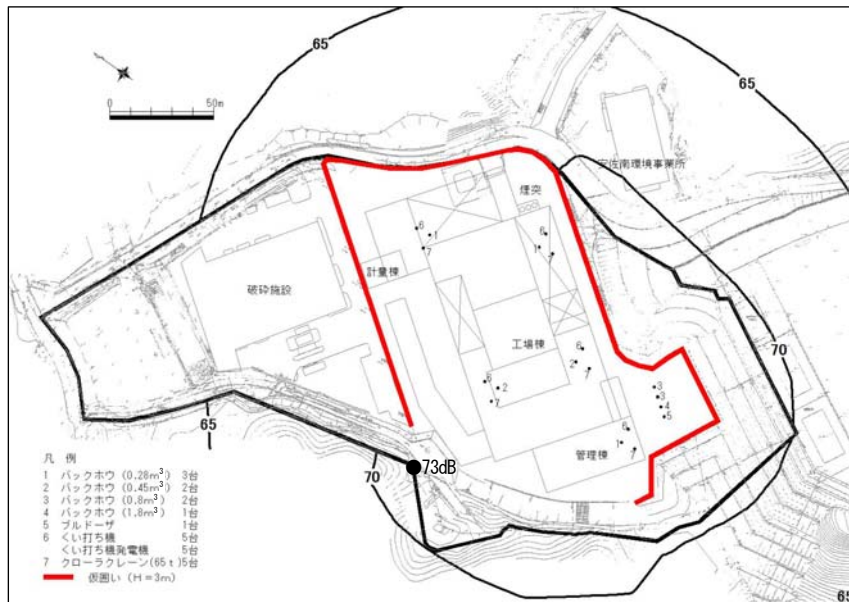 65
65
0
50m
安佐南環境事業所
煙突
6
1
7
6
1
7
計量棟
破砕施設
工場棟
70
6
2
7
6
2
7
3
3
4
5
6
1
7
管理棟
65
73dB
70
凡 例
1 バックホウ (0.28m³) 3台
2 バックホウ (0.45m³) 2台
3 バックホウ (0.8m³) 2台
4 バックホウ (1.8m³) 1台
5 ブルドーザ 1台
6 くい打ち機 5台
くい打ち機発電機 5台
7 クローラクレーン(65t)5台
仮囲い (H=3m)
65